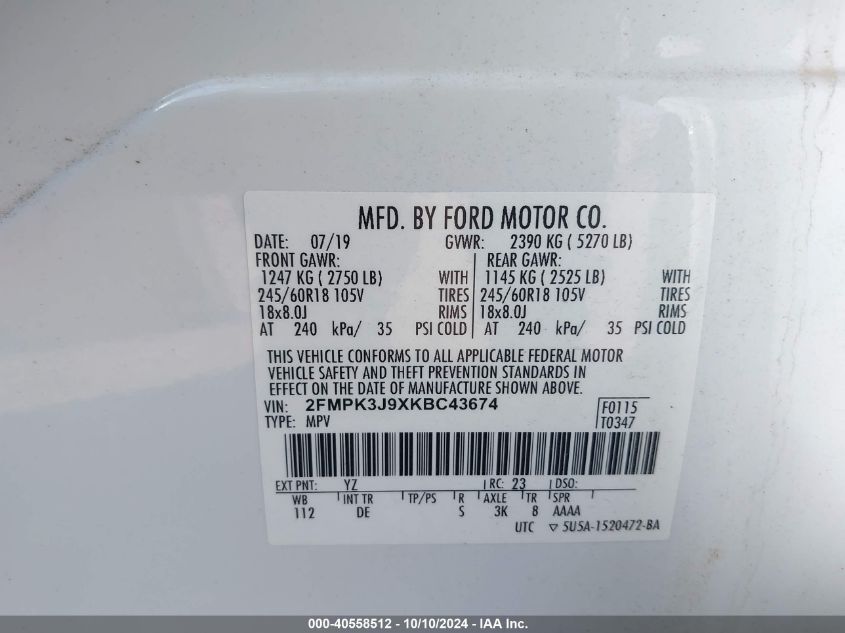 MFD. BY FORD MOTOR CO.
DATE: 07/19 GVWR: 2390 KG ( 5270 LB)
FRONT GAWR: REAR GAWR:
1247 KG ( 2750 LB) WITH 1145 KG ( 2525 LB) WITH
245/60R18 105V TIRES 245/60R18 105V TIRES
18x8.0J RIMS 18x8.0J RIMS
AT 240 kPa/ 35 PSI COLD AT 240 kPa/ 35 PSI COLD
THIS VEHICLE CONFORMS TO ALL APPLICABLE FEDERAL MOTOR
VEHICLE SAFETY AND THEFT PREVENTION STANDARDS IN
EFFECT ON THE DATE OF MANUFACTURE SHOWN ABOVE.
VIN: 2FMPK3J9XKBC43674 F0115
TYPE: MPV T0347
EXT PNT: YZ RC: 23 DSO:
WB INT TR TP/PS R AXLE TR SPR
112 DE S 3K 8 AAAA
UTC ▽ 5U5A-1520472-BA
000-40558512 - 10/10/2024 - IAA Inc.